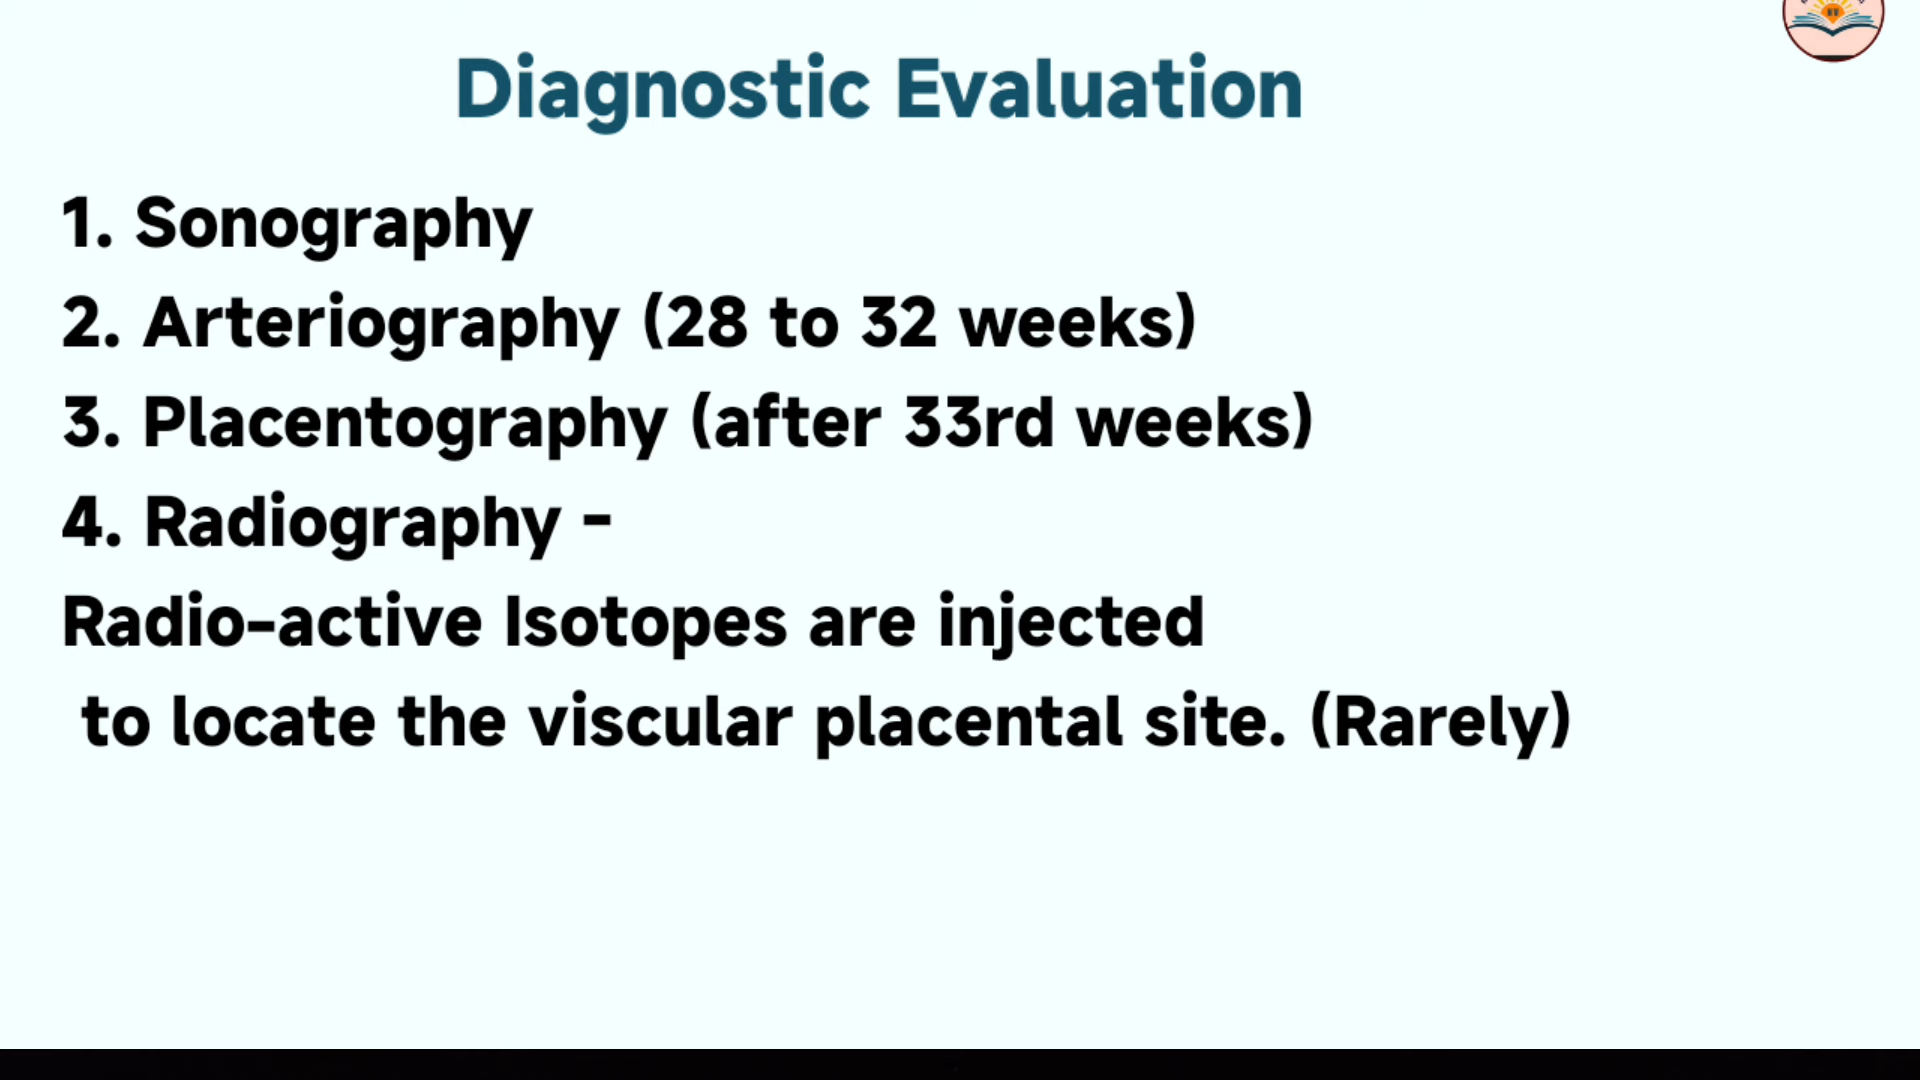 Diagnostic Evaluation
1. Sonography
2. Arteriography (28 to 32 weeks)
3. Placentography (after 33rd weeks)
4. Radiography -
Radio-active Isotopes are injected
to locate the viscular placental site. (Rarely)